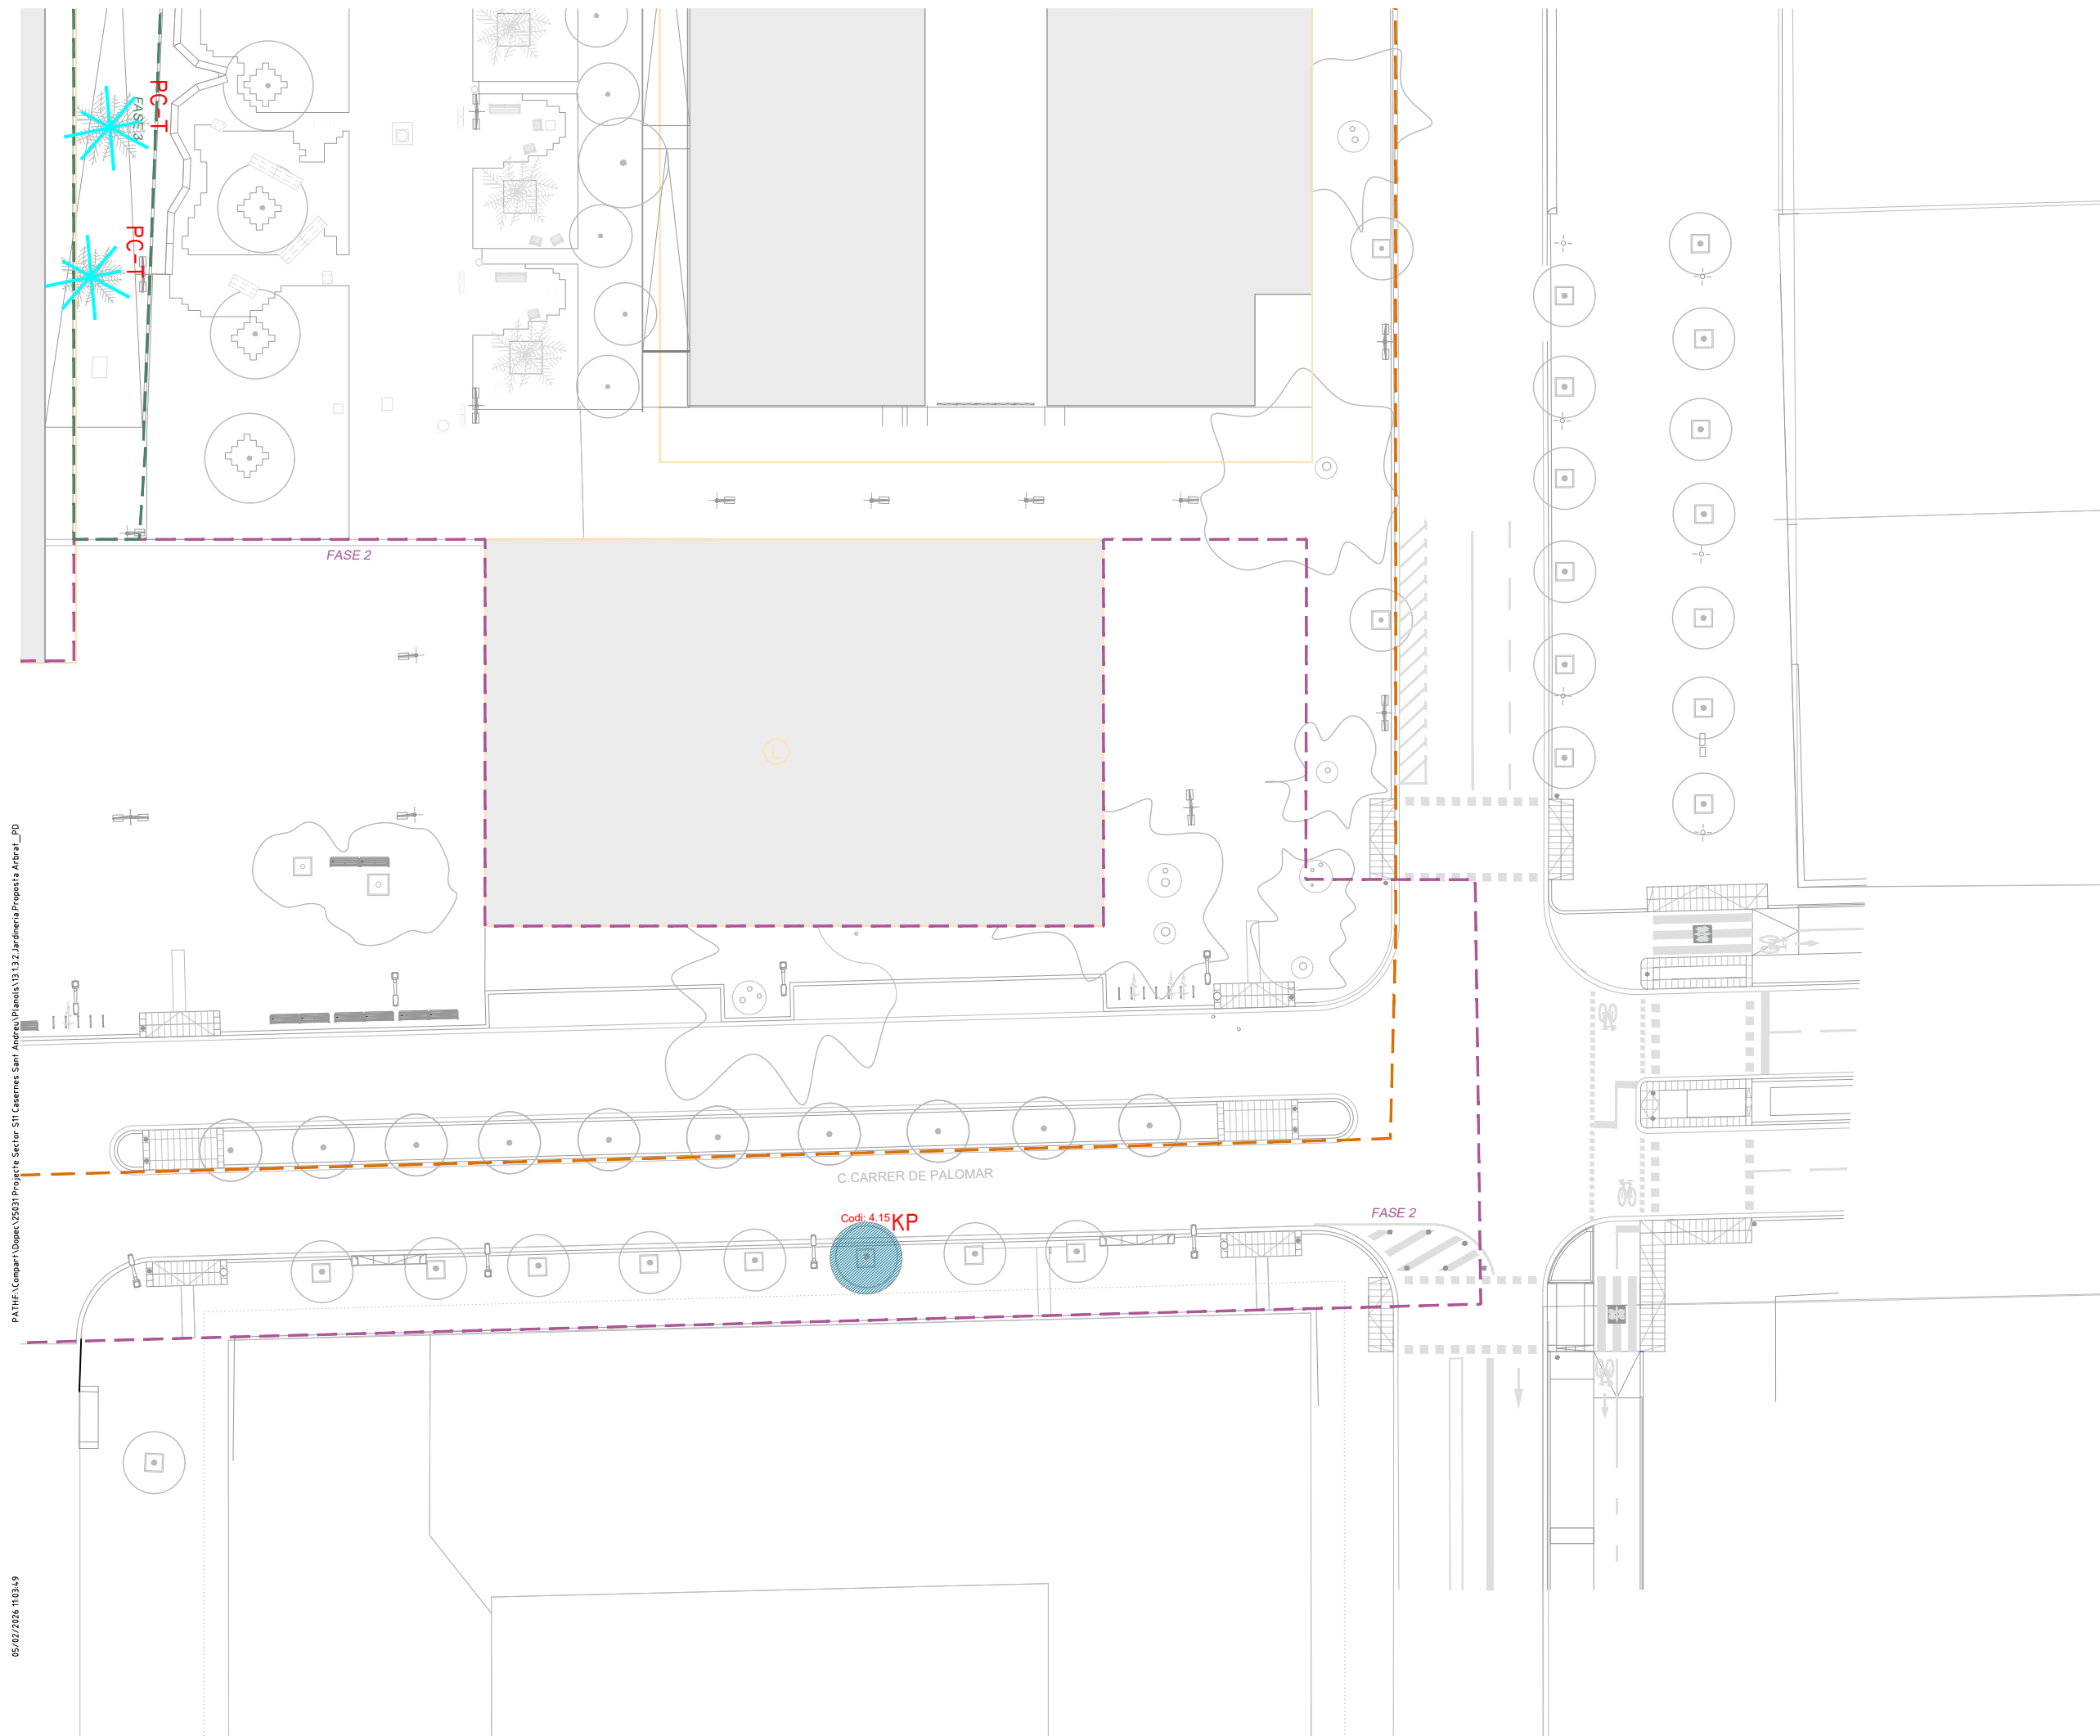 PC-T
FASE 3
PC-T
FASE 2
L
C.CARRER DE PALOMAR
Codi: 4.15
KP
FASE 2
PATH:F:\Compart\Dopec\25031 Projecte Sector S11 Casernes Sant Andreu\Planols\13.1.3.2.Jardineria.Proposta Arbrat_PD
05/02/2026 11:03:49